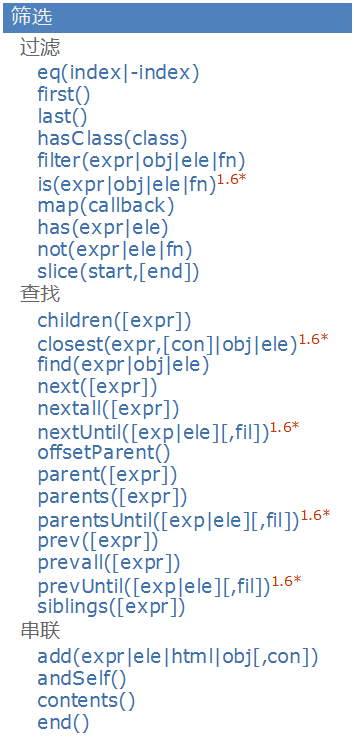 筛选
过滤
eq(index|-index)
first()
last()
hasClass(class)
filter(expr|obj|ele|fn)
is(expr|obj|ele|fn)1.6*
map(callback)
has(expr|ele)
not(expr|ele|fn)
slice(start,[end])
查找
children([expr])
closest(expr,[con]|obj|ele)1.6*
find(expr|obj|ele)
next([expr])
nextall([expr])
nextUntil([exp|ele][,fil])1.6*
offsetParent()
parent([expr])
parents([expr])
parentsUntil([exp|ele][,fil])1.6*
prev([expr])
prevall([expr])
prevUntil([exp|ele][,fil])1.6*
siblings([expr])
串联
add(expr|ele|html|obj[,con])
andSelf()
contents()
end()